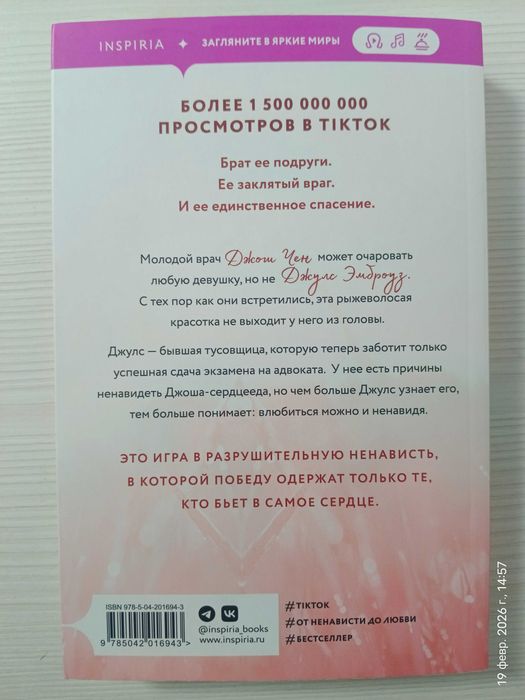 INSPIRIA ✦ ЗАГЛЯНИТЕ В ЯРКИЕ МИРЫ
БОЛЕЕ 1 500 000 000
ПРОСМОТРОВ В TIKTOK
Брат ее подруги.
Ее заклятый враг.
И ее единственное спасение.
Молодой врач Джош Чен может очаровать
любую девушку, но не Джулс Эмброуз.
С тех пор как они встретились, эта рыжеволосая
красотка не выходит у него из головы.
Джулс — бывшая тусовщица, которую теперь заботит только
успешная сдача экзамена на адвоката. У нее есть причины
ненавидеть Джоша-сердцееда, но чем больше Джулс узнает его,
тем больше понимает: влюбиться можно и ненавидя.
ЭТО ИГРА В РАЗРУШИТЕЛЬНУЮ НЕНАВИСТЬ,
В КОТОРОЙ ПОБЕДУ ОДЕРЖАТ ТОЛЬКО ТЕ,
КТО БЬЕТ В САМОЕ СЕРДЦЕ.
ISBN 978-5-04-201694-3
9 785042 016943 >
@inspiria_books
www.inspiria.ru
#TIKTOK
#ОТ НЕНАВИСТИ ДО ЛЮБВИ
#БЕСТСЕЛЛЕР
19 февр. 2026 г., 14:57